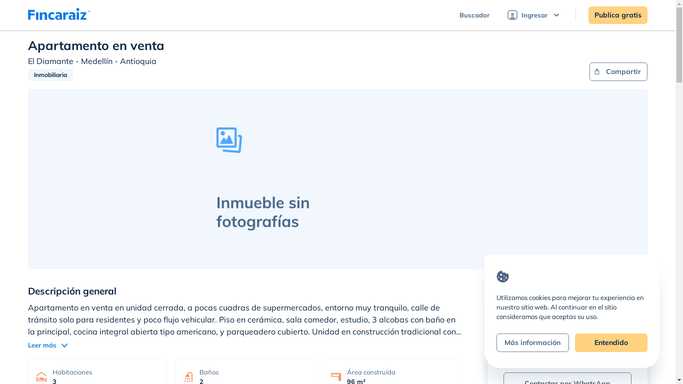 Fincaraiz
Buscador
Ingresar
Publica gratis
Apartamento en venta
El Diamante - Medellín - Antioquia
Inmobiliaria
Compartir
Inmueble sin
fotografías
Descripción general
Apartamento en venta en unidad cerrada, a pocas cuadras de supermercados, entorno muy tranquilo, calle de
tránsito solo para residentes y poco flujo vehicular. Piso en cerámica, sala comedor, estudio, 3 alcobas con baño en
la principal, cocina integral abierta tipo americano, y parqueadero cubierto. Unidad en construcción tradicional con...
Leer más
Habitaciones
3
Baños
2
Área construida
96 m²
Utilizamos cookies para mejorar tu experiencia en
nuestro sitio web. Al continuar en el sitio
consideramos que aceptas su uso.
Más información
Entendido
Contactar por WhatsApp